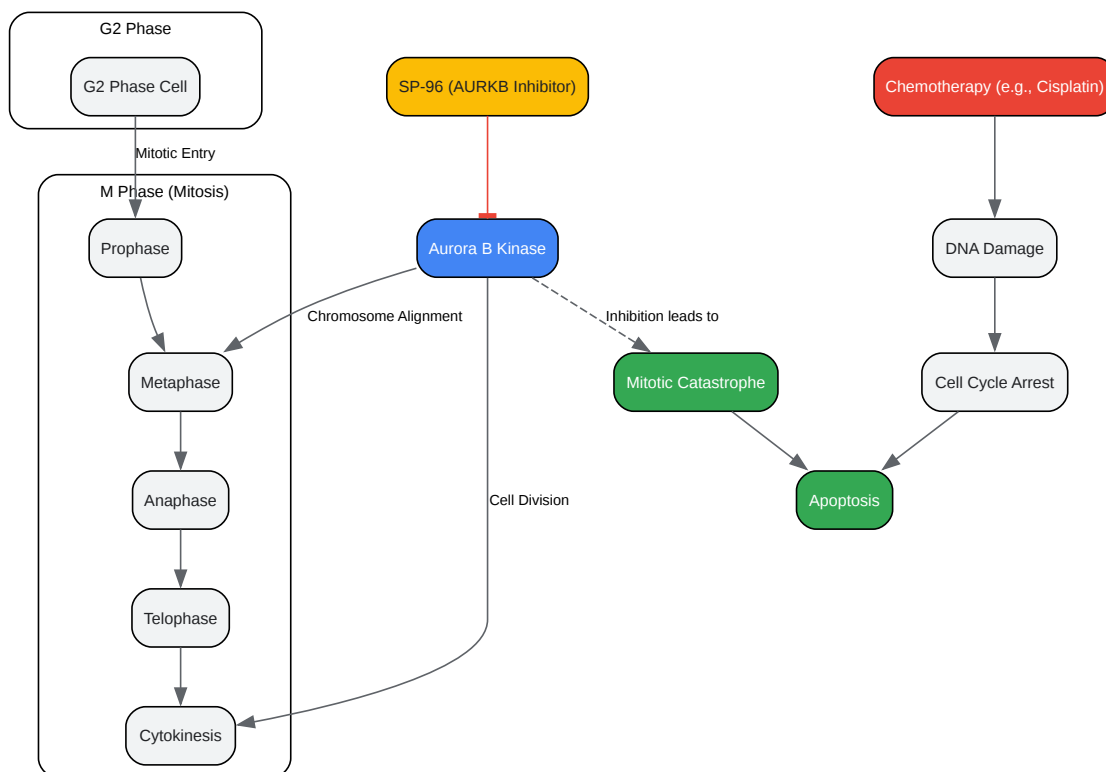 G2 Phase
G2 Phase Cell
SP-96 (AURKB Inhibitor)
Chemotherapy (e.g., Cisplatin)
Mitotic Entry
M Phase (Mitosis)
Prophase
Aurora B Kinase
DNA Damage
Chromosome Alignment
Inhibition leads to
Metaphase
Mitotic Catastrophe
Cell Cycle Arrest
Anaphase
Cell Division
Apoptosis
Telophase
Cytokinesis